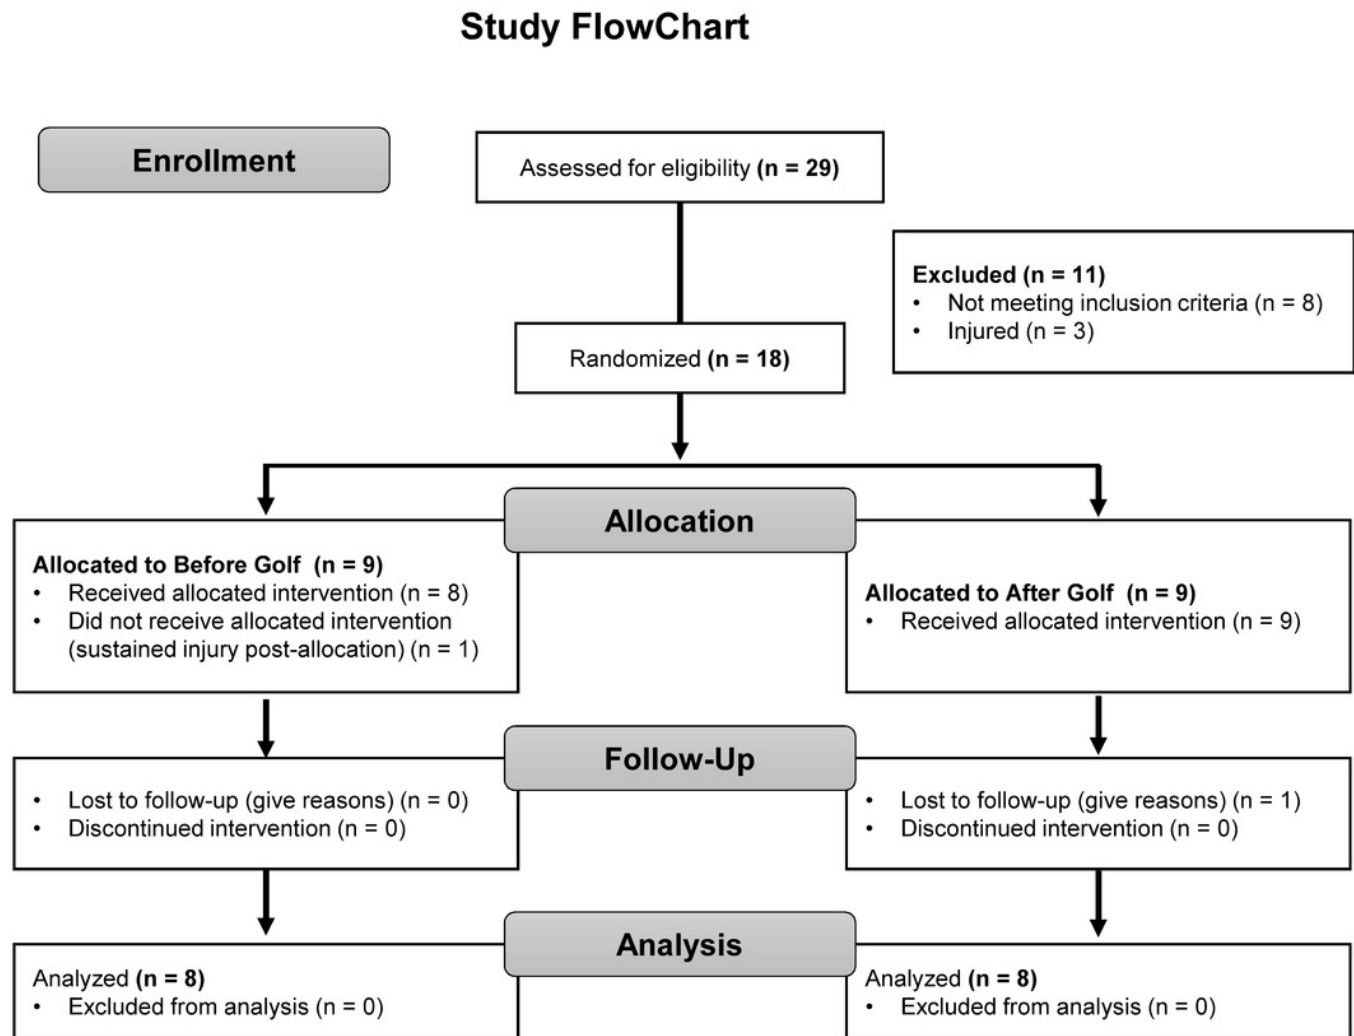 Study FlowChart
Enrollment
Assessed for eligibility (n = 29)
Excluded (n = 11)
• Not meeting inclusion criteria (n = 8)
• Injured (n = 3)
Randomized (n = 18)
Allocation
Allocated to Before Golf (n = 9)
• Received allocated intervention (n = 8)
• Did not receive allocated intervention
(sustained injury post-allocation) (n = 1)
Allocated to After Golf (n = 9)
• Received allocated intervention (n = 9)
Follow-Up
• Lost to follow-up (give reasons) (n = 0)
• Discontinued intervention (n = 0)
• Lost to follow-up (give reasons) (n = 1)
• Discontinued intervention (n = 0)
Analysis
Analyzed (n = 8)
• Excluded from analysis (n = 0)
Analyzed (n = 8)
• Excluded from analysis (n = 0)